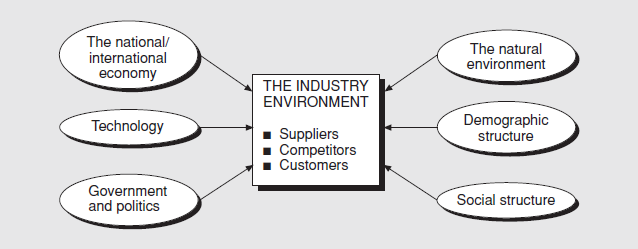 The national/
international
economy
Technology
Government
and politics
THE INDUSTRY
ENVIRONMENT
■ Suppliers
■ Competitors
■ Customers
The natural
environment
Demographic
structure
Social structure